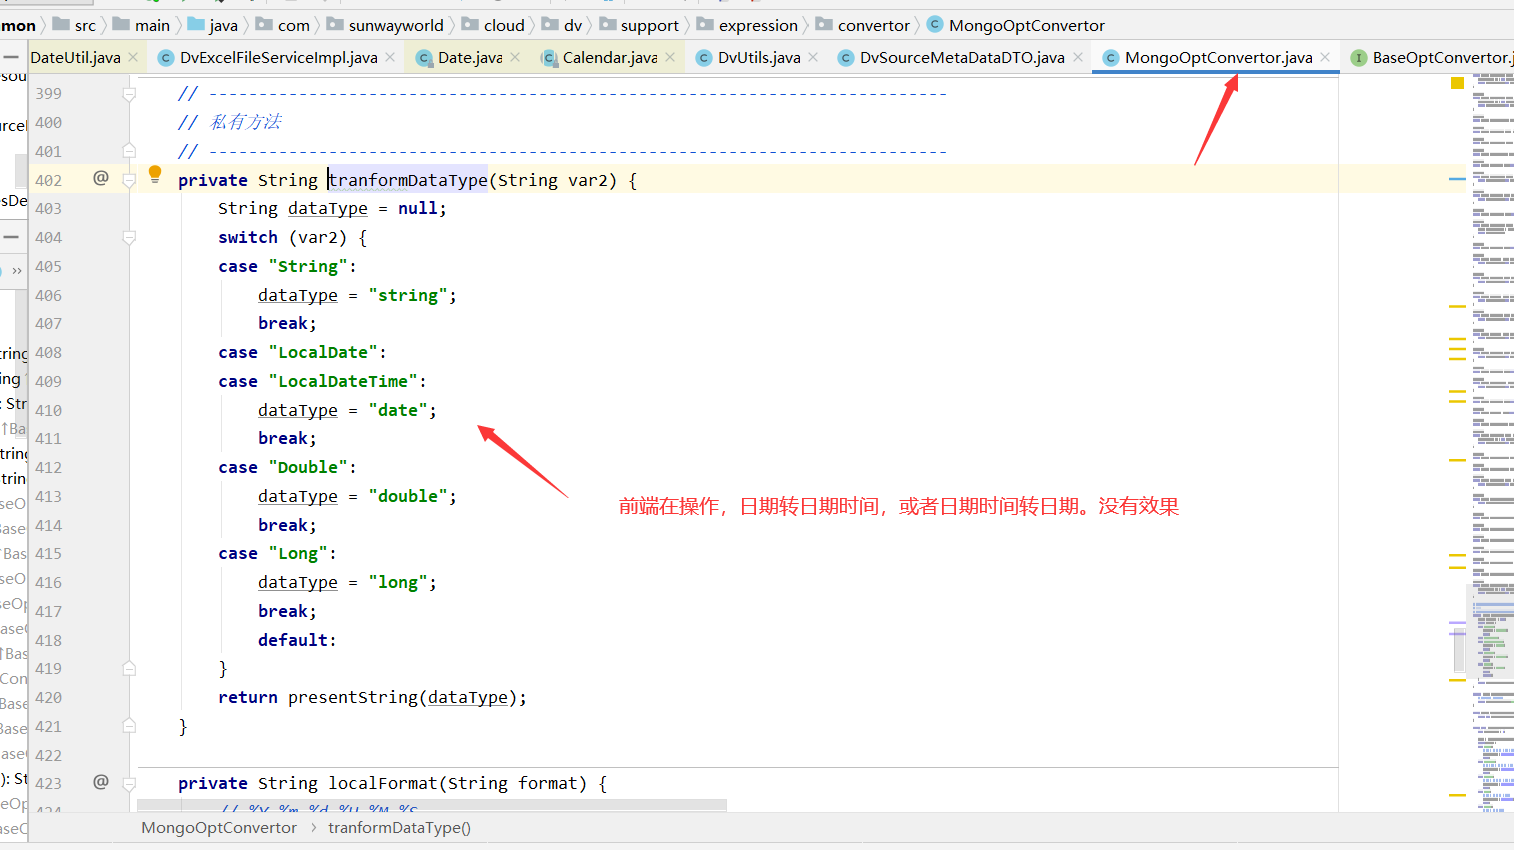 mmon src main java com sunwayworld cloud dv support expression convertor MongoOptConvertor
DateUtil.java DvExcelFileServiceImpl.java Date.java Calendar.java DvUtils.java DvSourceMetaDataDTO.java MongoOptConvertor.java BaseOptConvertor.j
399 // --------------------------------------------------------------------------
400 // 私有方法
401 // --------------------------------------------------------------------------
402 @ private String tranformDataType(String var2) {
403 String dataType = null;
404 switch (var2) {
405 case "String":
406 dataType = "string";
407 break;
408 case "LocalDate":
409 case "LocalDateTime":
410 dataType = "date";
411 break;
412 case "Double":
413 dataType = "double";
前端在操作，日期转日期时间，或者日期时间转日期。没有效果
414 break;
415 case "Long":
416 dataType = "long";
417 break;
418 default:
419 }
420 return presentString(dataType);
421 }
422
423 @ private String localFormat(String format) {
MongoOptConvertor › tranformDataType()